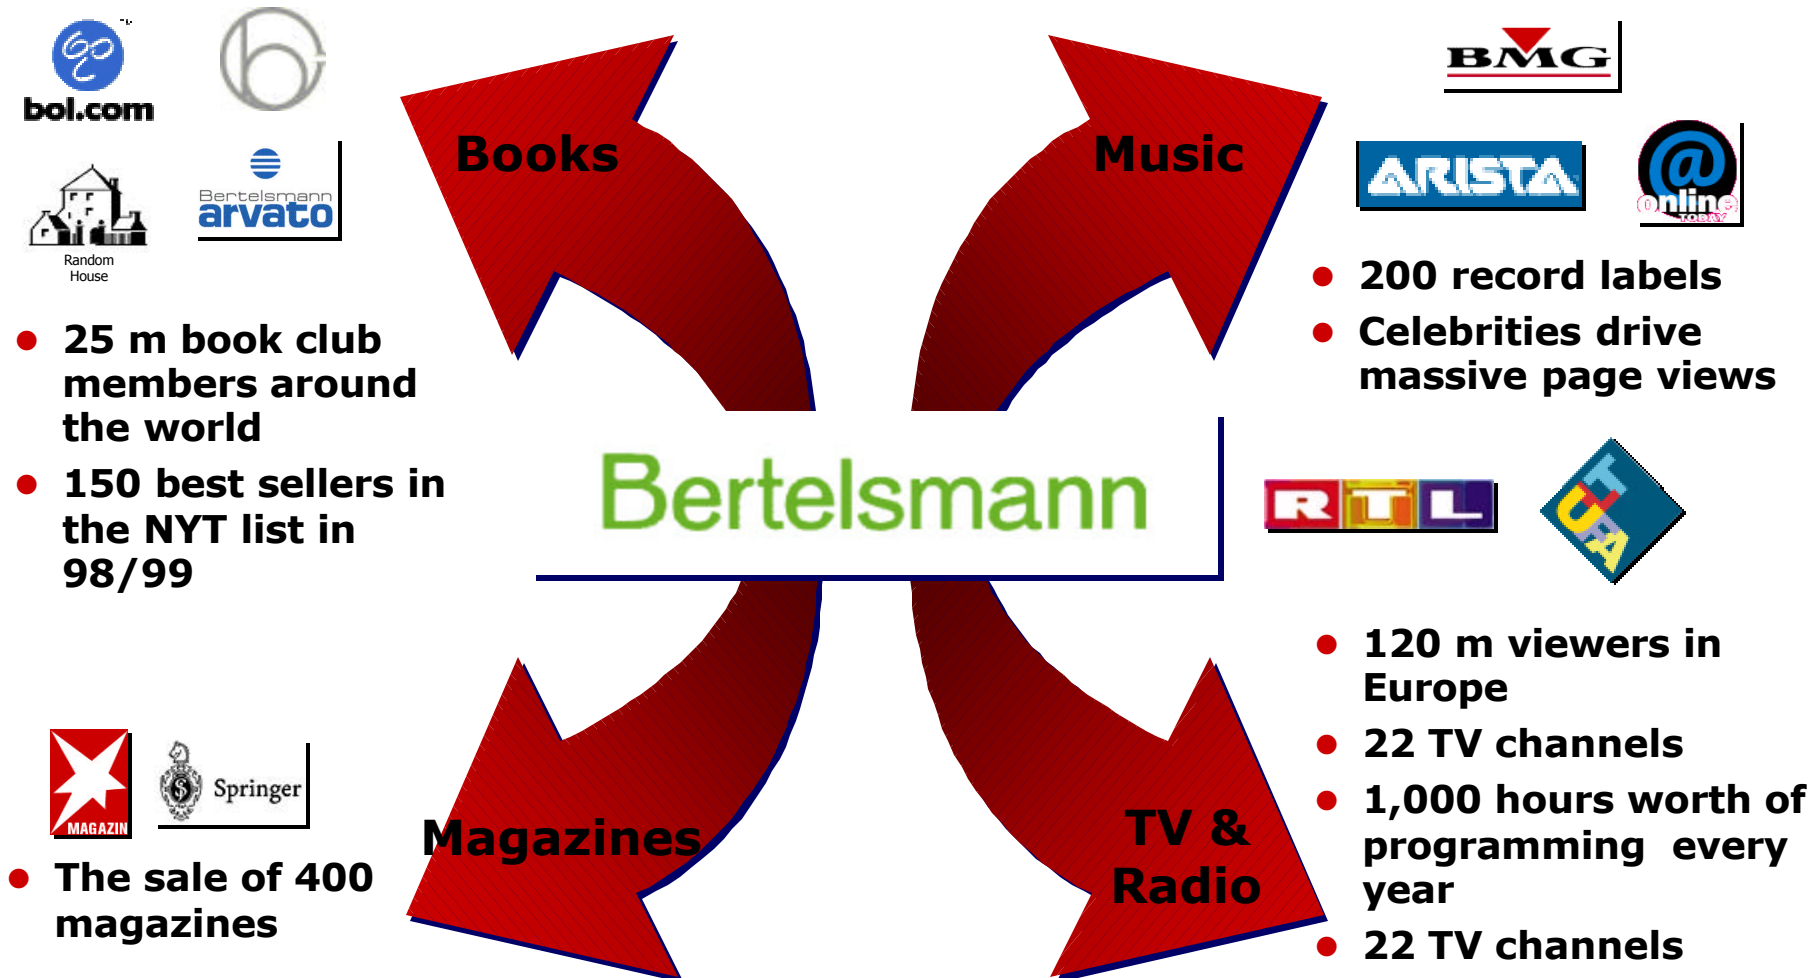 bol.com
Books
Bertelsmann
arvato
Random
House
25 m book club
members around
the world
150 best sellers in
the NYT list in
98/99
Music
BMG
ARISTA
@
online
TODAY
200 record labels
Celebrities drive
massive page views
Bertelsmann
MAGAZIN
Springer
Magazines
The sale of 400
magazines
RTL
UFA
TV &
Radio
120 m viewers in
Europe
22 TV channels
1,000 hours worth of
programming every
year
22 TV channels